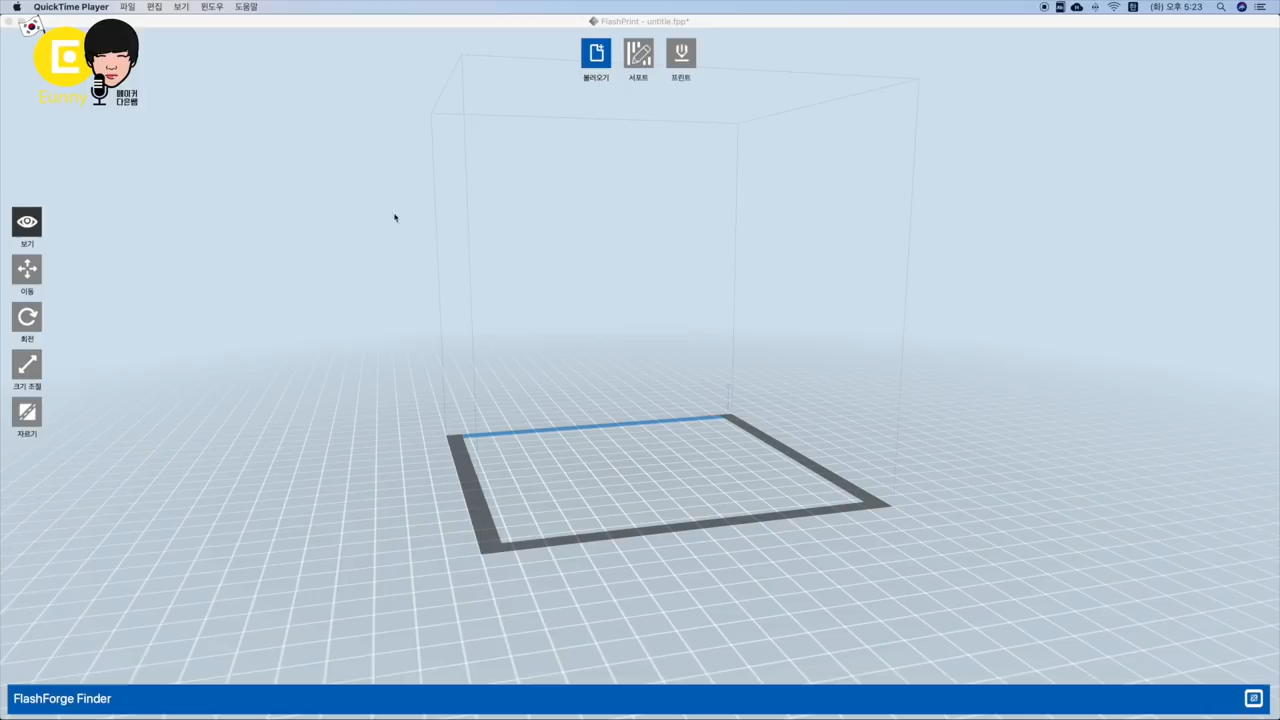 QuickTime Player 파일 편집 보기 윈도우 도움말
(화) 오후 5:23
FlashPrint - untitle.fpp*
Eunny
메이커
다은쌤
불러오기 서포트 프린트
보기
이동
회전
크기 조절
자르기
FlashForge Finder